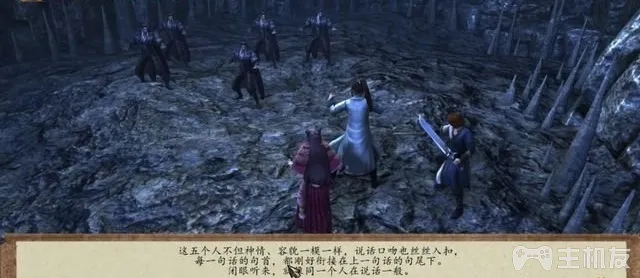 这五个人不但神情、容貌一模一样，说话口吻也丝丝入扣，
每一句话的句首，都刚好衔接在上一句话的句尾下。
闭眼听来，就像同一个人在说话一般。
主机友